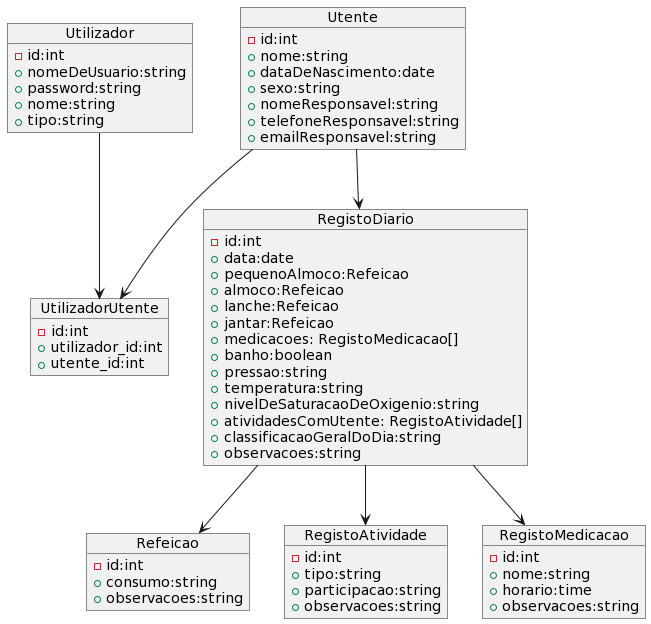 Utilizador
id:int
nomeDeUsuario:string
password:string
nome:string
tipo:string
Utente
id:int
nome:string
dataDeNascimento:date
sexo:string
nomeResponsavel:string
telefoneResponsavel:string
emailResponsavel:string
UtilizadorUtente
id:int
utilizador_id:int
utente_id:int
RegistoDiario
id:int
data:date
pequenoAlmoco:Refeicao
almoco:Refeicao
lanche:Refeicao
jantar:Refeicao
medicacoes: RegistoMedicacao[]
banho:boolean
pressao:string
temperatura:string
nivelDeSaturacaoDeOxigenio:string
atividadesComUtente: RegistoAtividade[]
classificacaoGeralDoDia:string
observacoes:string
Refeicao
id:int
consumo:string
observacoes:string
RegistoAtividade
id:int
tipo:string
participacao:string
observacoes:string
RegistoMedicacao
id:int
nome:string
horario:time
observacoes:string